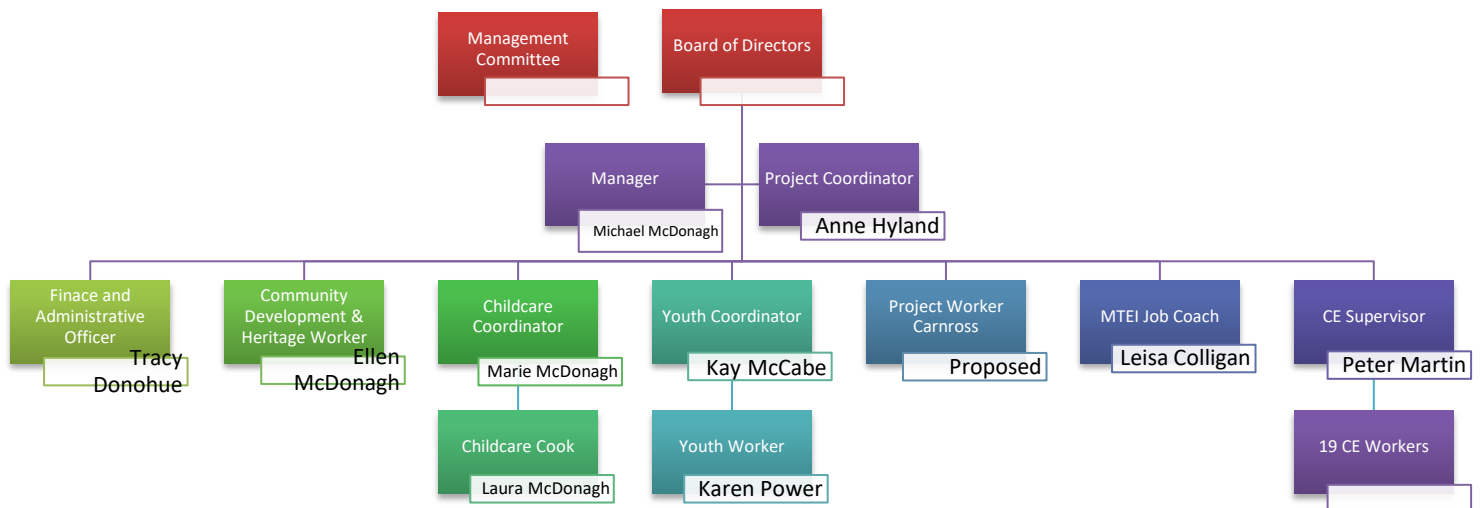 Management
Committee
Board of Directors
Manager
Michael McDonagh
Project Coordinator
Anne Hyland
Finace and
Administrative
Officer
Tracy
Donohue
Community
Development &
Heritage Worker
Ellen
McDonagh
Childcare
Coordinator
Marie McDonagh
Youth Coordinator
Kay McCabe
Project Worker
Carnross
Proposed
MTEI Job Coach
Leisa Colligan
CE Supervisor
Peter Martin
Childcare Cook
Laura McDonagh
Youth Worker
Karen Power
19 CE Workers